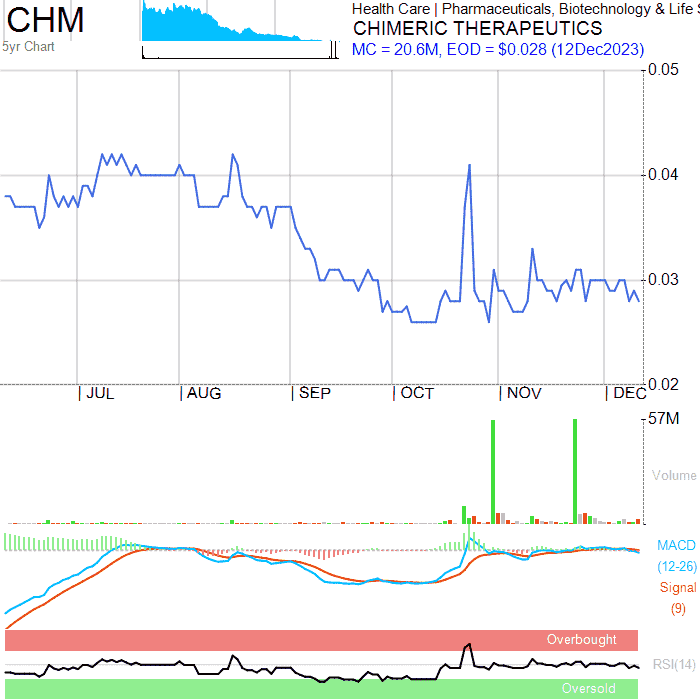 CHM
5yr Chart
Health Care | Pharmaceuticals, Biotechnology & Life S
CHIMERIC THERAPEUTICS
MC = 20.6M, EOD = $0.028 (12Dec2023)
0.05
0.04
0.03
0.02
| JUL | AUG | SEP | OCT | NOV | DEC
57M
Volume
MACD
(12-26)
Signal
(9)
Overbought
RSI(14)
Oversold